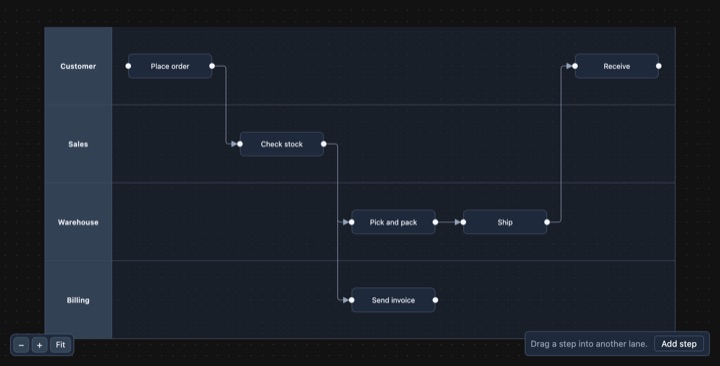 Customer
Place order
Receive
Sales
Check stock
Warehouse
Pick and pack
Ship
Billing
Send invoice
−
+
Fit
Drag a step into another lane.
Add step